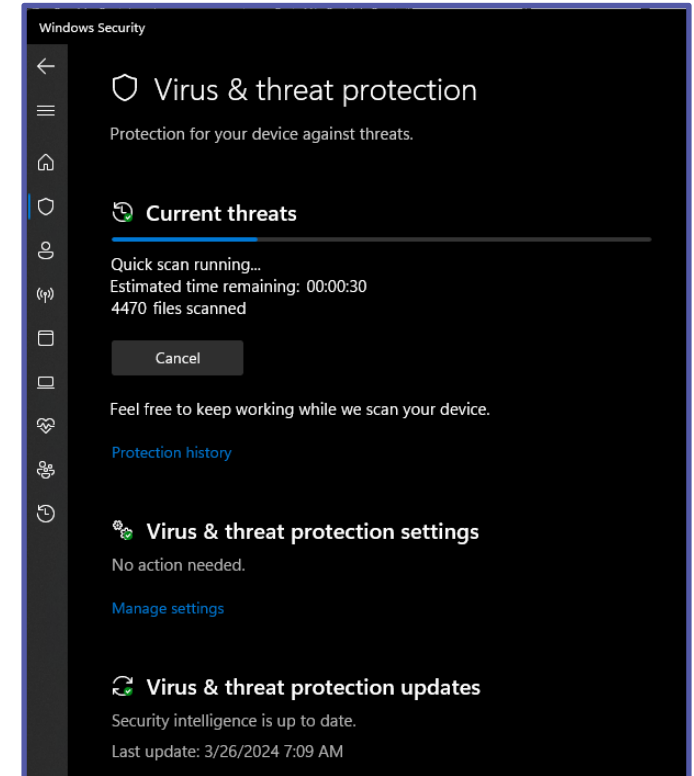 Windows Security
Virus & threat protection
Protection for your device against threats.
Current threats
Quick scan running...
Estimated time remaining: 00:00:30
4470 files scanned
Cancel
Feel free to keep working while we scan your device.
Protection history
Virus & threat protection settings
No action needed.
Manage settings
Virus & threat protection updates
Security intelligence is up to date.
Last update: 3/26/2024 7:09 AM